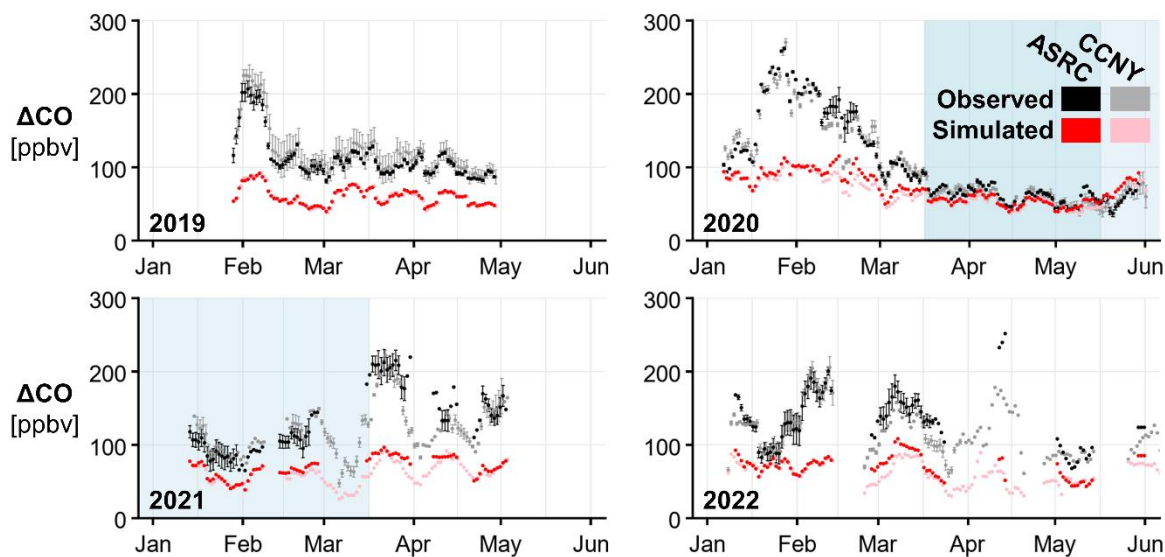 300
200
100
0
ΔCO
[ppbv]
2019
Jan Feb Mar Apr May Jun
300
200
100
0
2020
ASRC
CCNY
Observed
Simulated
Jan Feb Mar Apr May Jun
300
200
100
0
ΔCO
[ppbv]
2021
Jan Feb Mar Apr May Jun
300
200
100
0
2022
Jan Feb Mar Apr May Jun